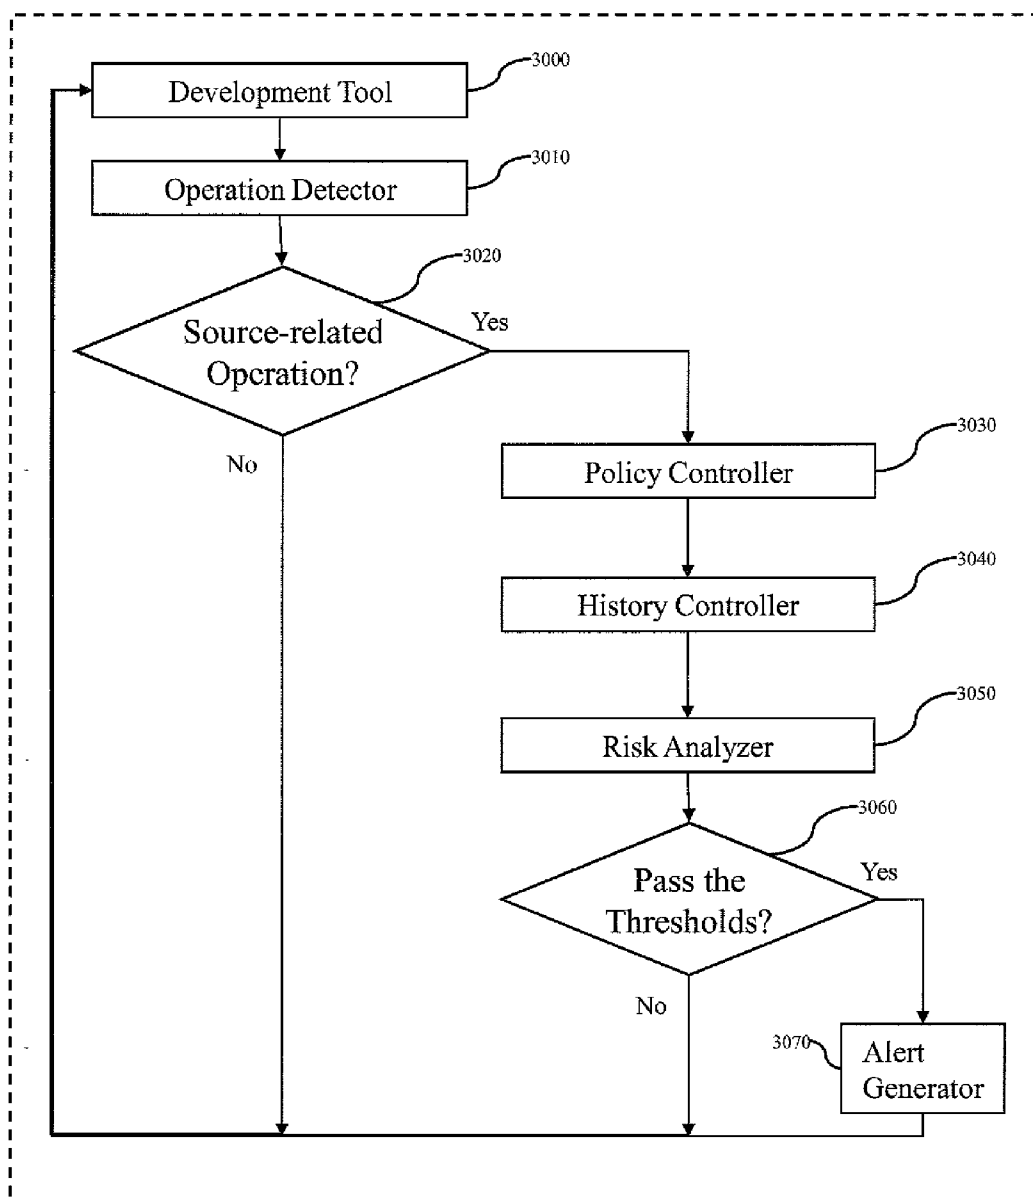 3000
Development Tool
3010
Operation Detector
3020
Source-related
Operation?
Yes
No
3030
Policy Controller
3040
History Controller
3050
Risk Analyzer
3060
Pass the
Thresholds?
Yes
No
3070
Alert
Generator